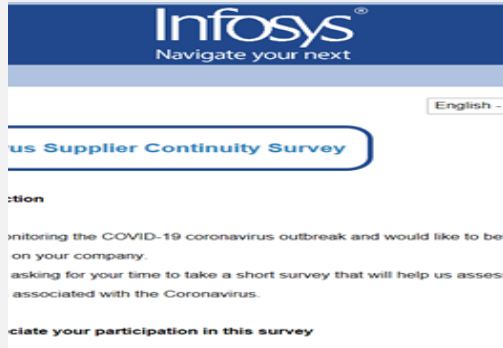 Infosys®
Navigate your next
English -
us Supplier Continuity Survey
ction
onitoring the COVID-19 coronavirus outbreak and would like to be
on your company.
asking for your time to take a short survey that will help us asses
associated with the Coronavirus.
ciate your participation in this survey